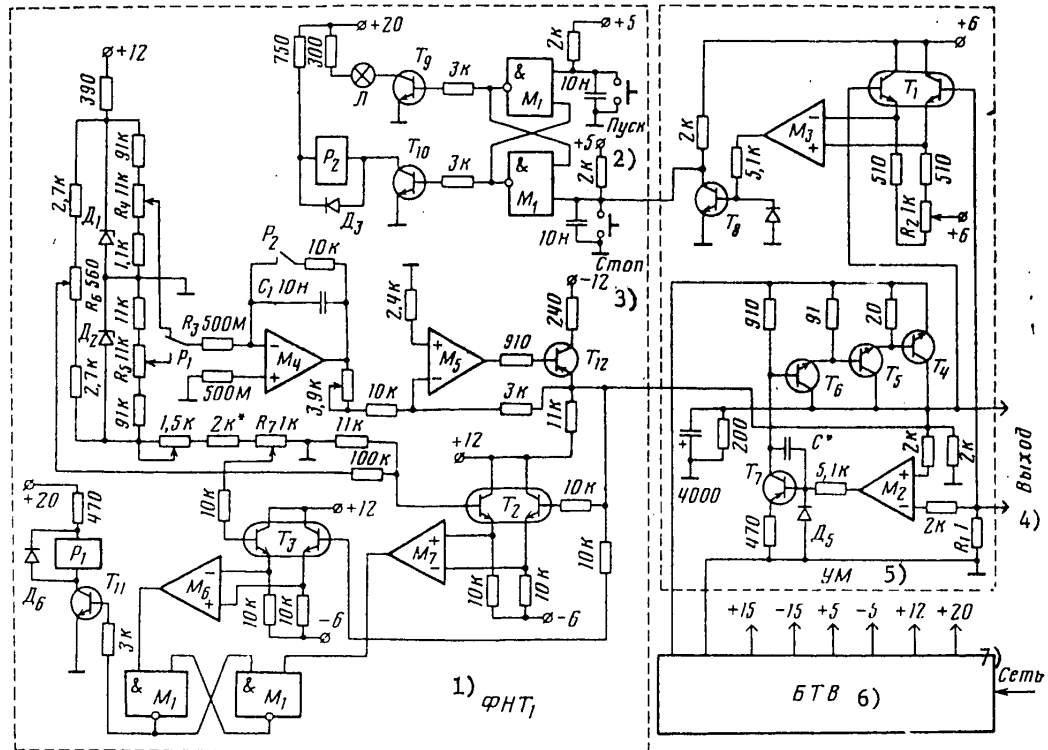 +12
390
2,7к
91к
R4 11к
Д1
1,1к
R6 560
11к
Д2
R5 11к
2,7к
91к
P1
R3 500М
500М
P2
10к
C1 10н
M4
3,9к
10к
1,5к
2к*
R7 1к
11к
100к
+20
750
300
Л
T9
3к
&
M1
2к
+5
10н
Пуск
P2
Д3
T10
3к
&
M1
+5
2к
2)
10н
Стоп
2,4к
M5
910
-12
3)
240
T12
3к
11к
+12
T2
10к
10к
M7
10к
10к
-6
10к
T3
+12
M6
10к
10к
-6
+20
470
P1
Д6
T11
3к
&
M1
&
M1
1)
ФНТ1
+6
T1
M3
2к
5,1к
T8
510
510
R2 1к
+6
910
91
20
T6
T5
T4
4000
200
C*
T7
5,1к
M2
2к
2к
2к
R1 1
470
Д5
УМ
5)
Выход
4)
+15
-15
+5
-5
+12
+20
БТВ
6)
7)
Сеть